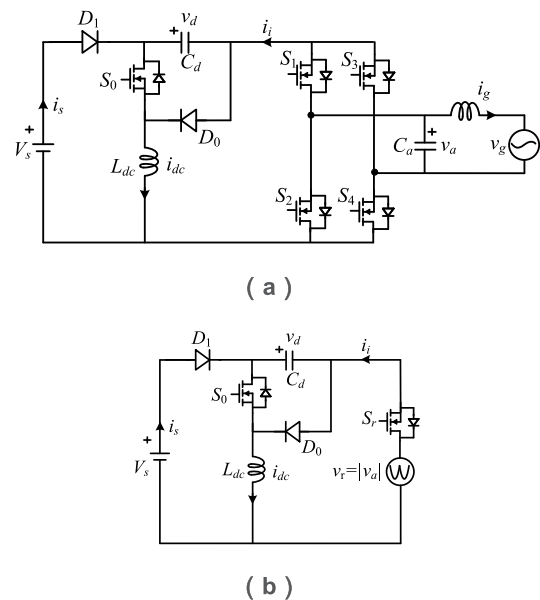 D1 vd ii
S0 Cd S1 S3 ig
is D0
+
Vs Ldc idc Ca va vg
S2 S4
( a )
D1 vd ii
S0 Cd
is D0 Sr
+
Vs Ldc idc vr=|va|
( b )